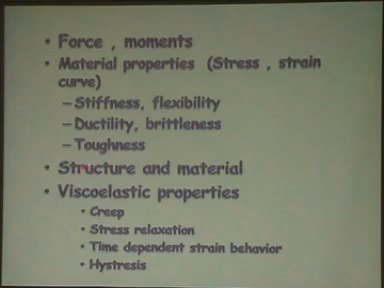 • Force , moments
• Material properties (Stress , strain
curve)
– Stiffness, flexibility
– Ductility, brittleness
– Toughness
• Structure and material
• Viscoelastic properties
• Creep
• Stress relaxation
• Time dependent strain behavior
• Hystresis